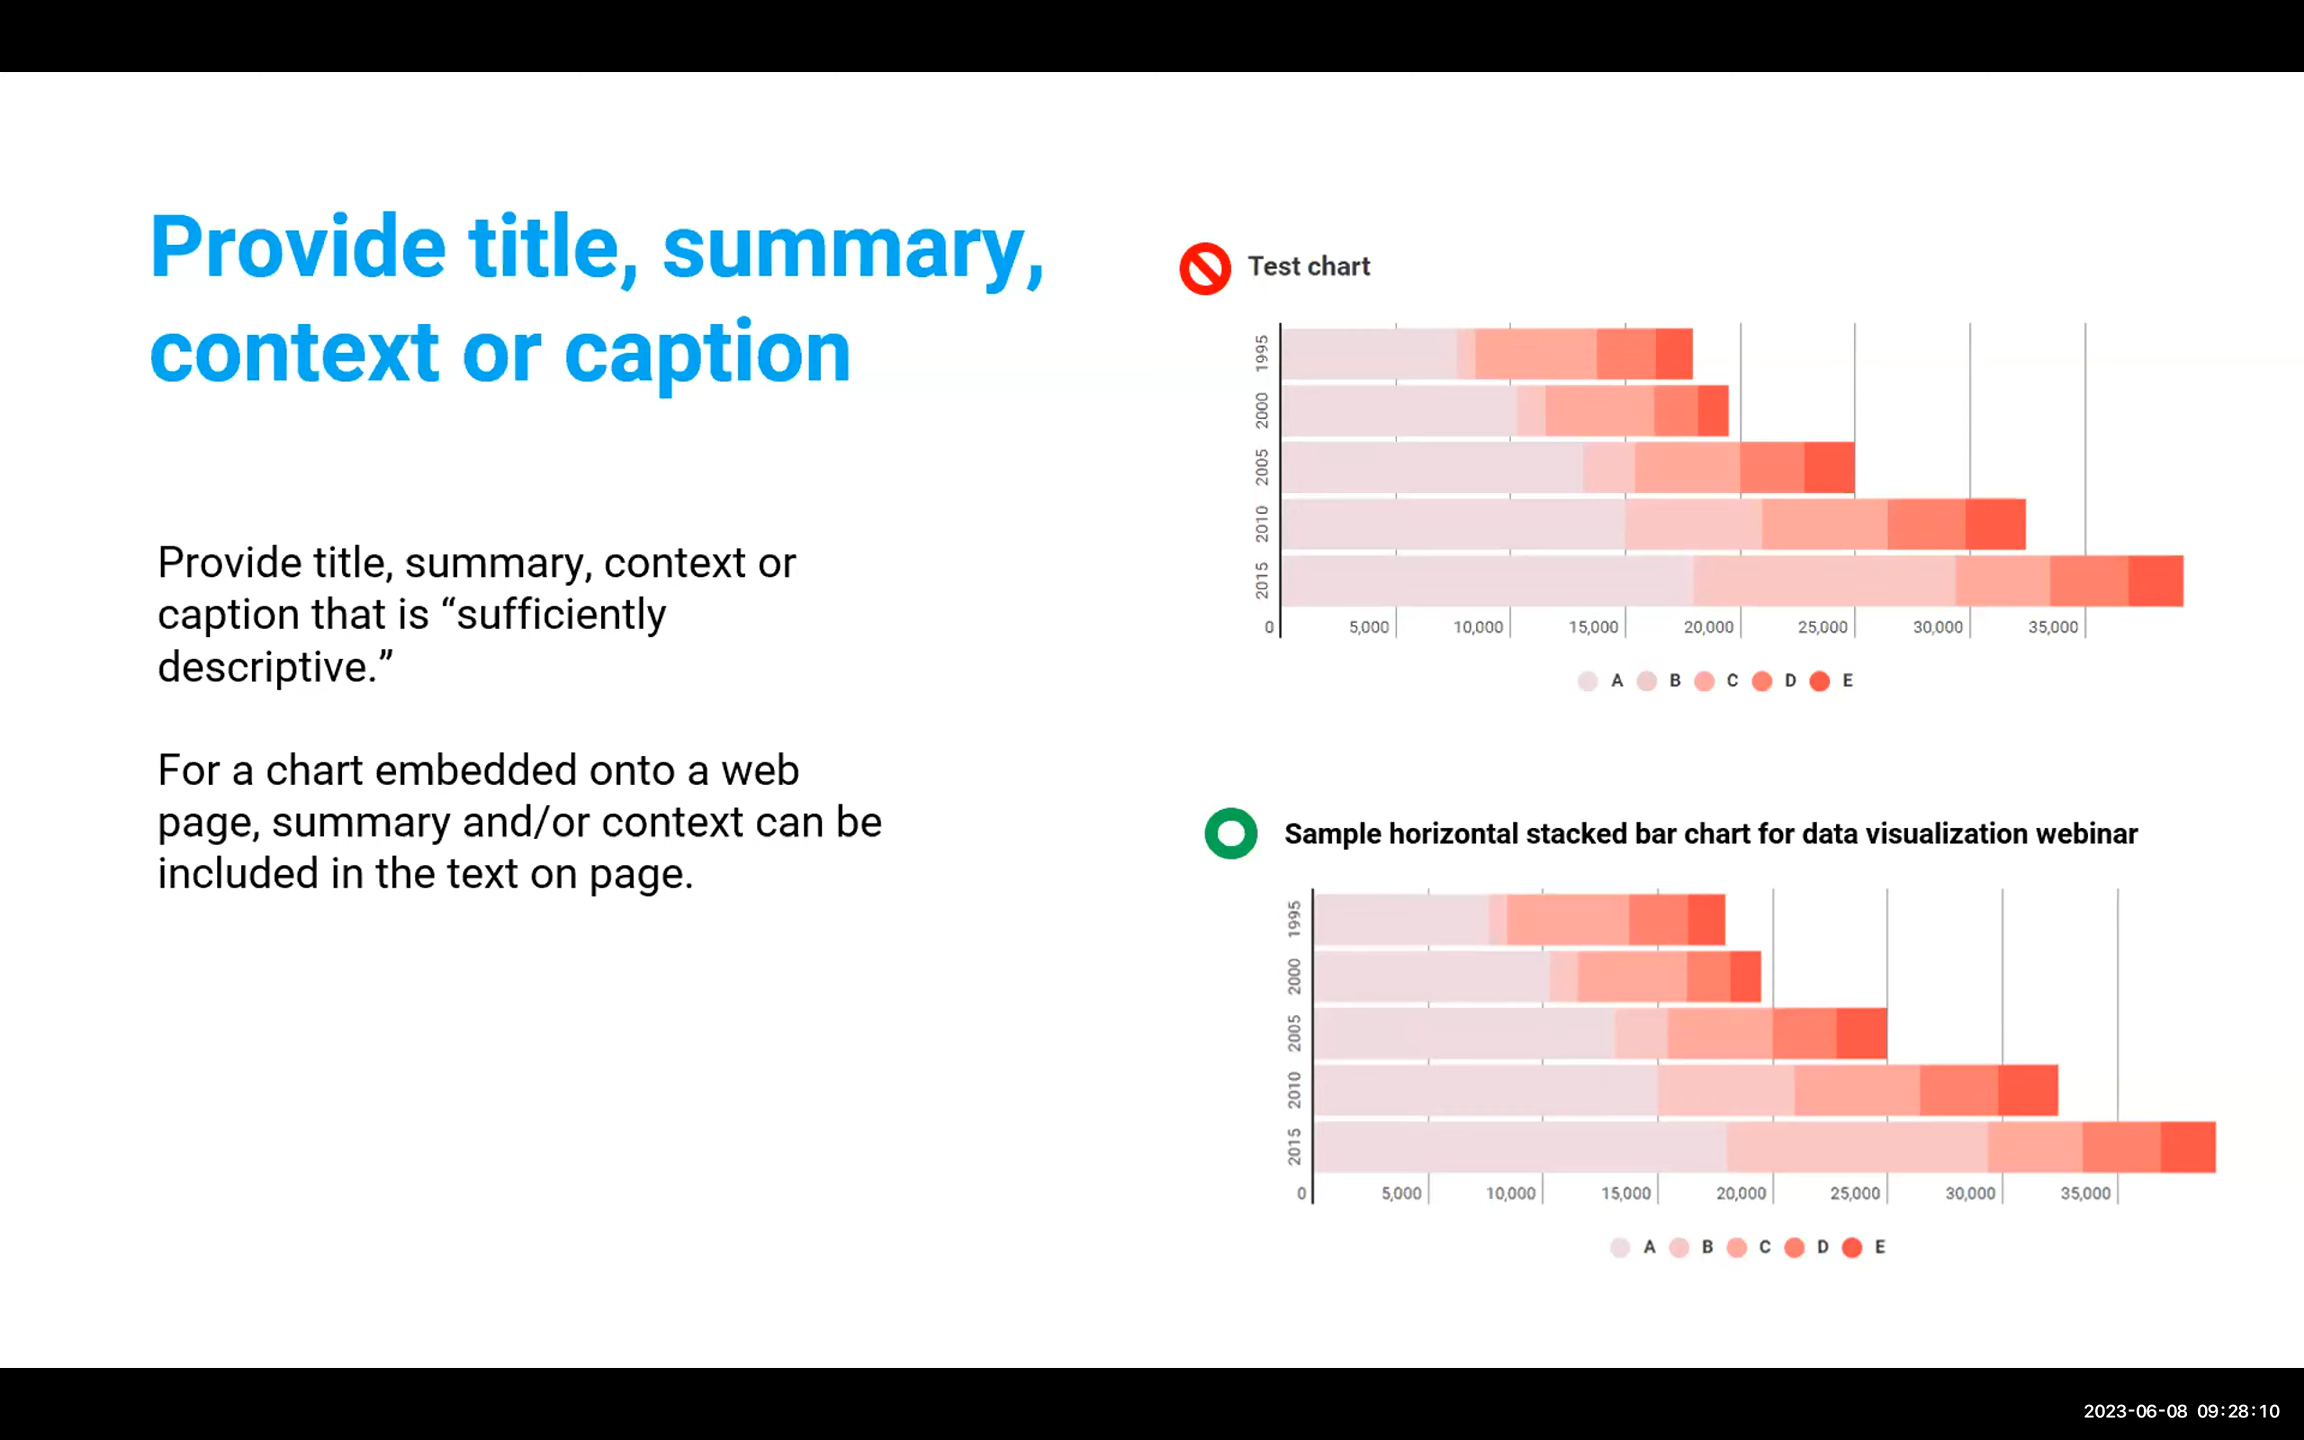 Provide title, summary,
context or caption
Provide title, summary, context or
caption that is “sufficiently
descriptive.”
For a chart embedded onto a web
page, summary and/or context can be
included in the text on page.
Test chart
1995
2000
2005
2010
2015
0 5,000 10,000 15,000 20,000 25,000 30,000 35,000
A B C D E
Sample horizontal stacked bar chart for data visualization webinar
1995
2000
2005
2010
2015
0 5,000 10,000 15,000 20,000 25,000 30,000 35,000
A B C D E
2023-06-08 09:28:10